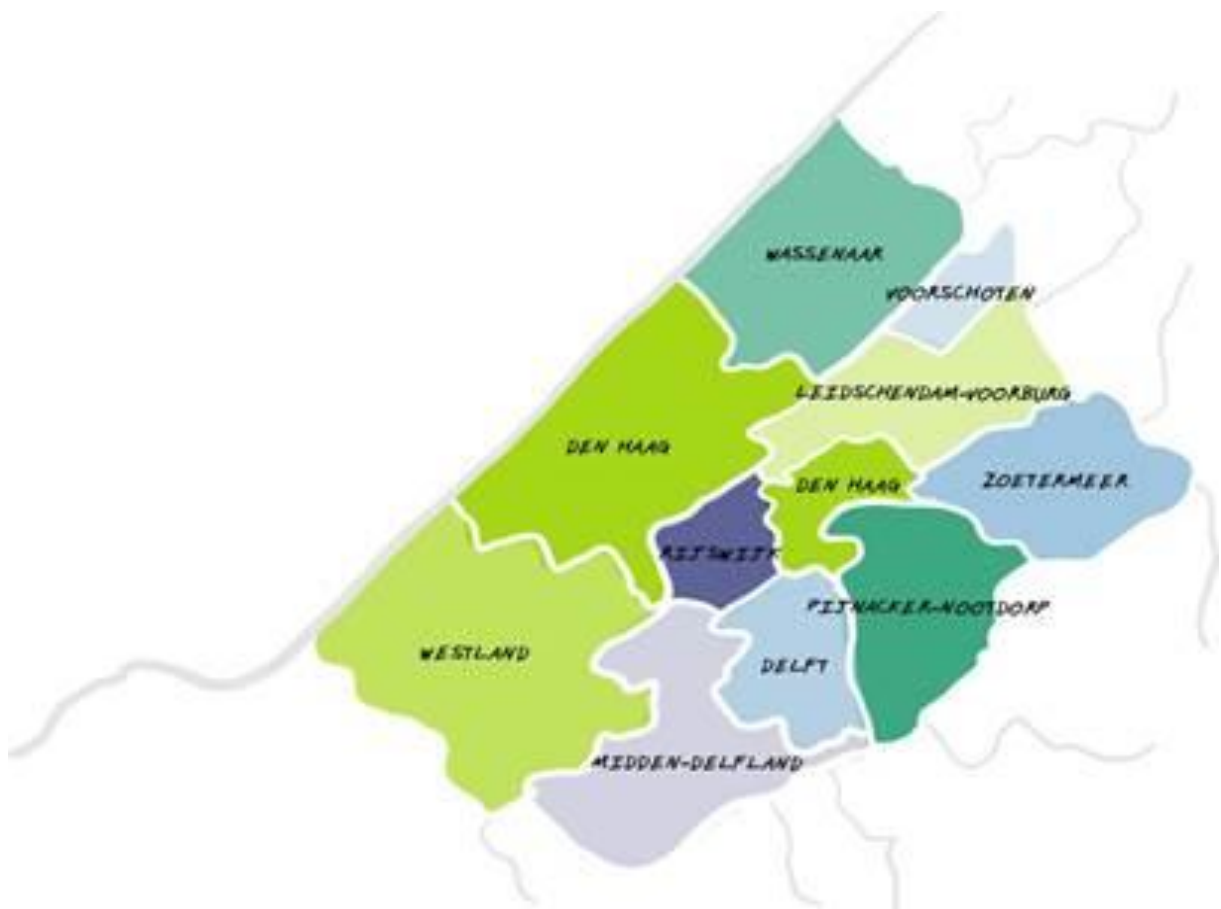 WASSENAAR
VOORSCHOTEN
LEIDSCHENDAM-VOORBURG
DEN HAAG
DEN HAAG
ZOETERMEER
RIJSWIJK
PIJNACKER-NOOTDORP
WESTLAND
DELFT
MIDDEN-DELFLAND